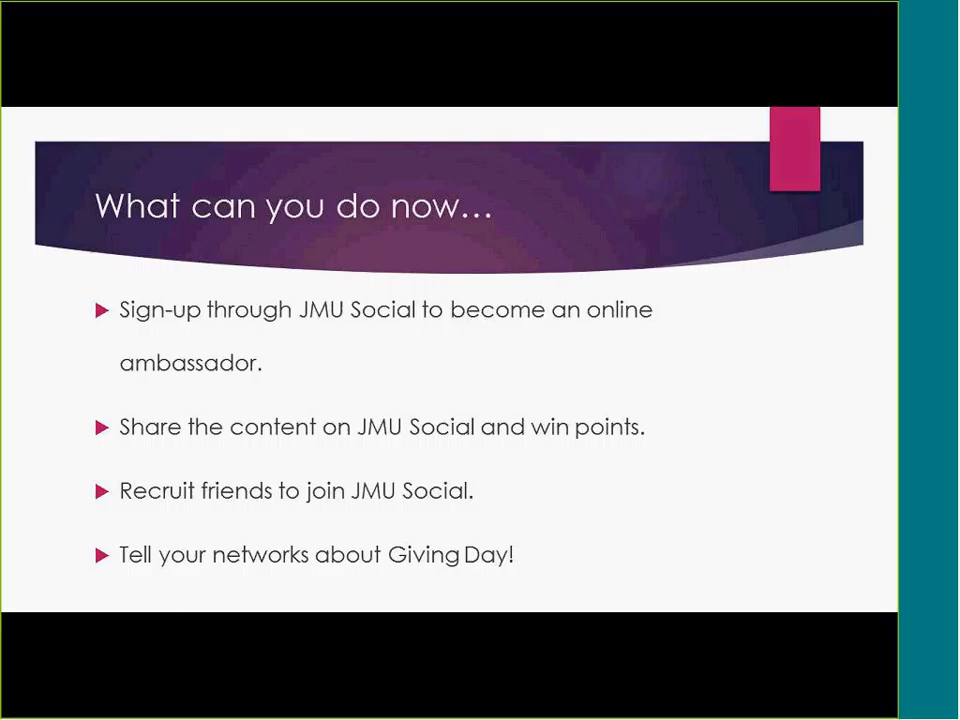 What can you do now…
Sign-up through JMU Social to become an online
ambassador.
Share the content on JMU Social and win points.
Recruit friends to join JMU Social.
Tell your networks about Giving Day!